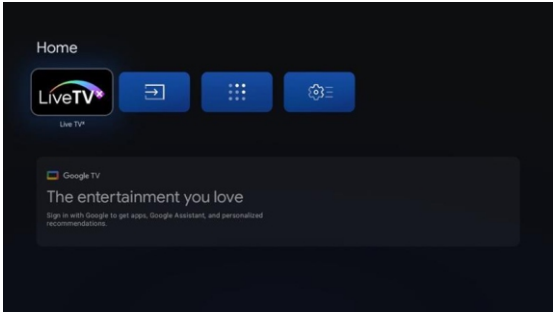 Home
LiveTV
Live TV*
Google TV
The entertainment you love
Sign in with Google to get apps, Google Assistant, and personalized
recommendations.